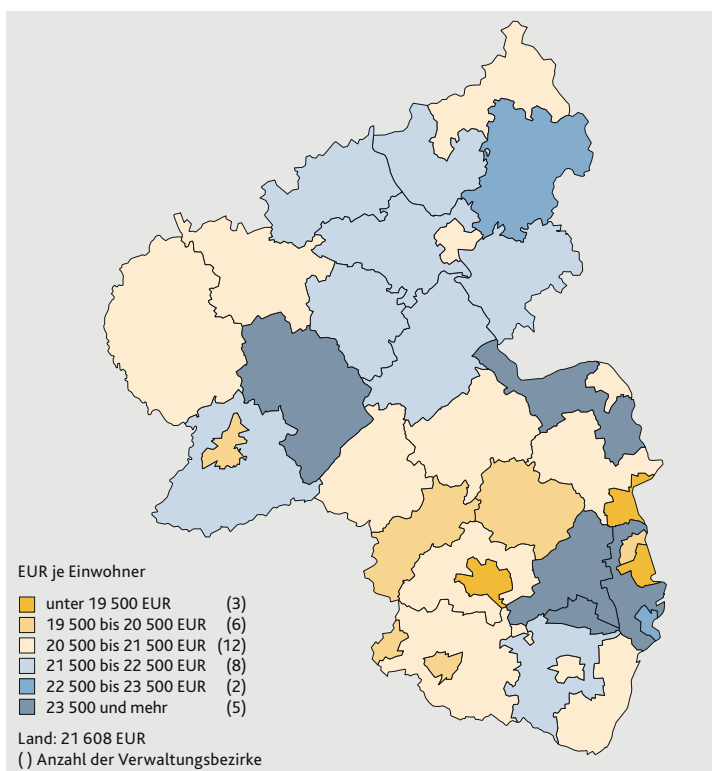 EUR je Einwohner
unter 19 500 EUR (3)
19 500 bis 20 500 EUR (6)
20 500 bis 21 500 EUR (12)
21 500 bis 22 500 EUR (8)
22 500 bis 23 500 EUR (2)
23 500 und mehr (5)
Land: 21 608 EUR
( ) Anzahl der Verwaltungsbezirke